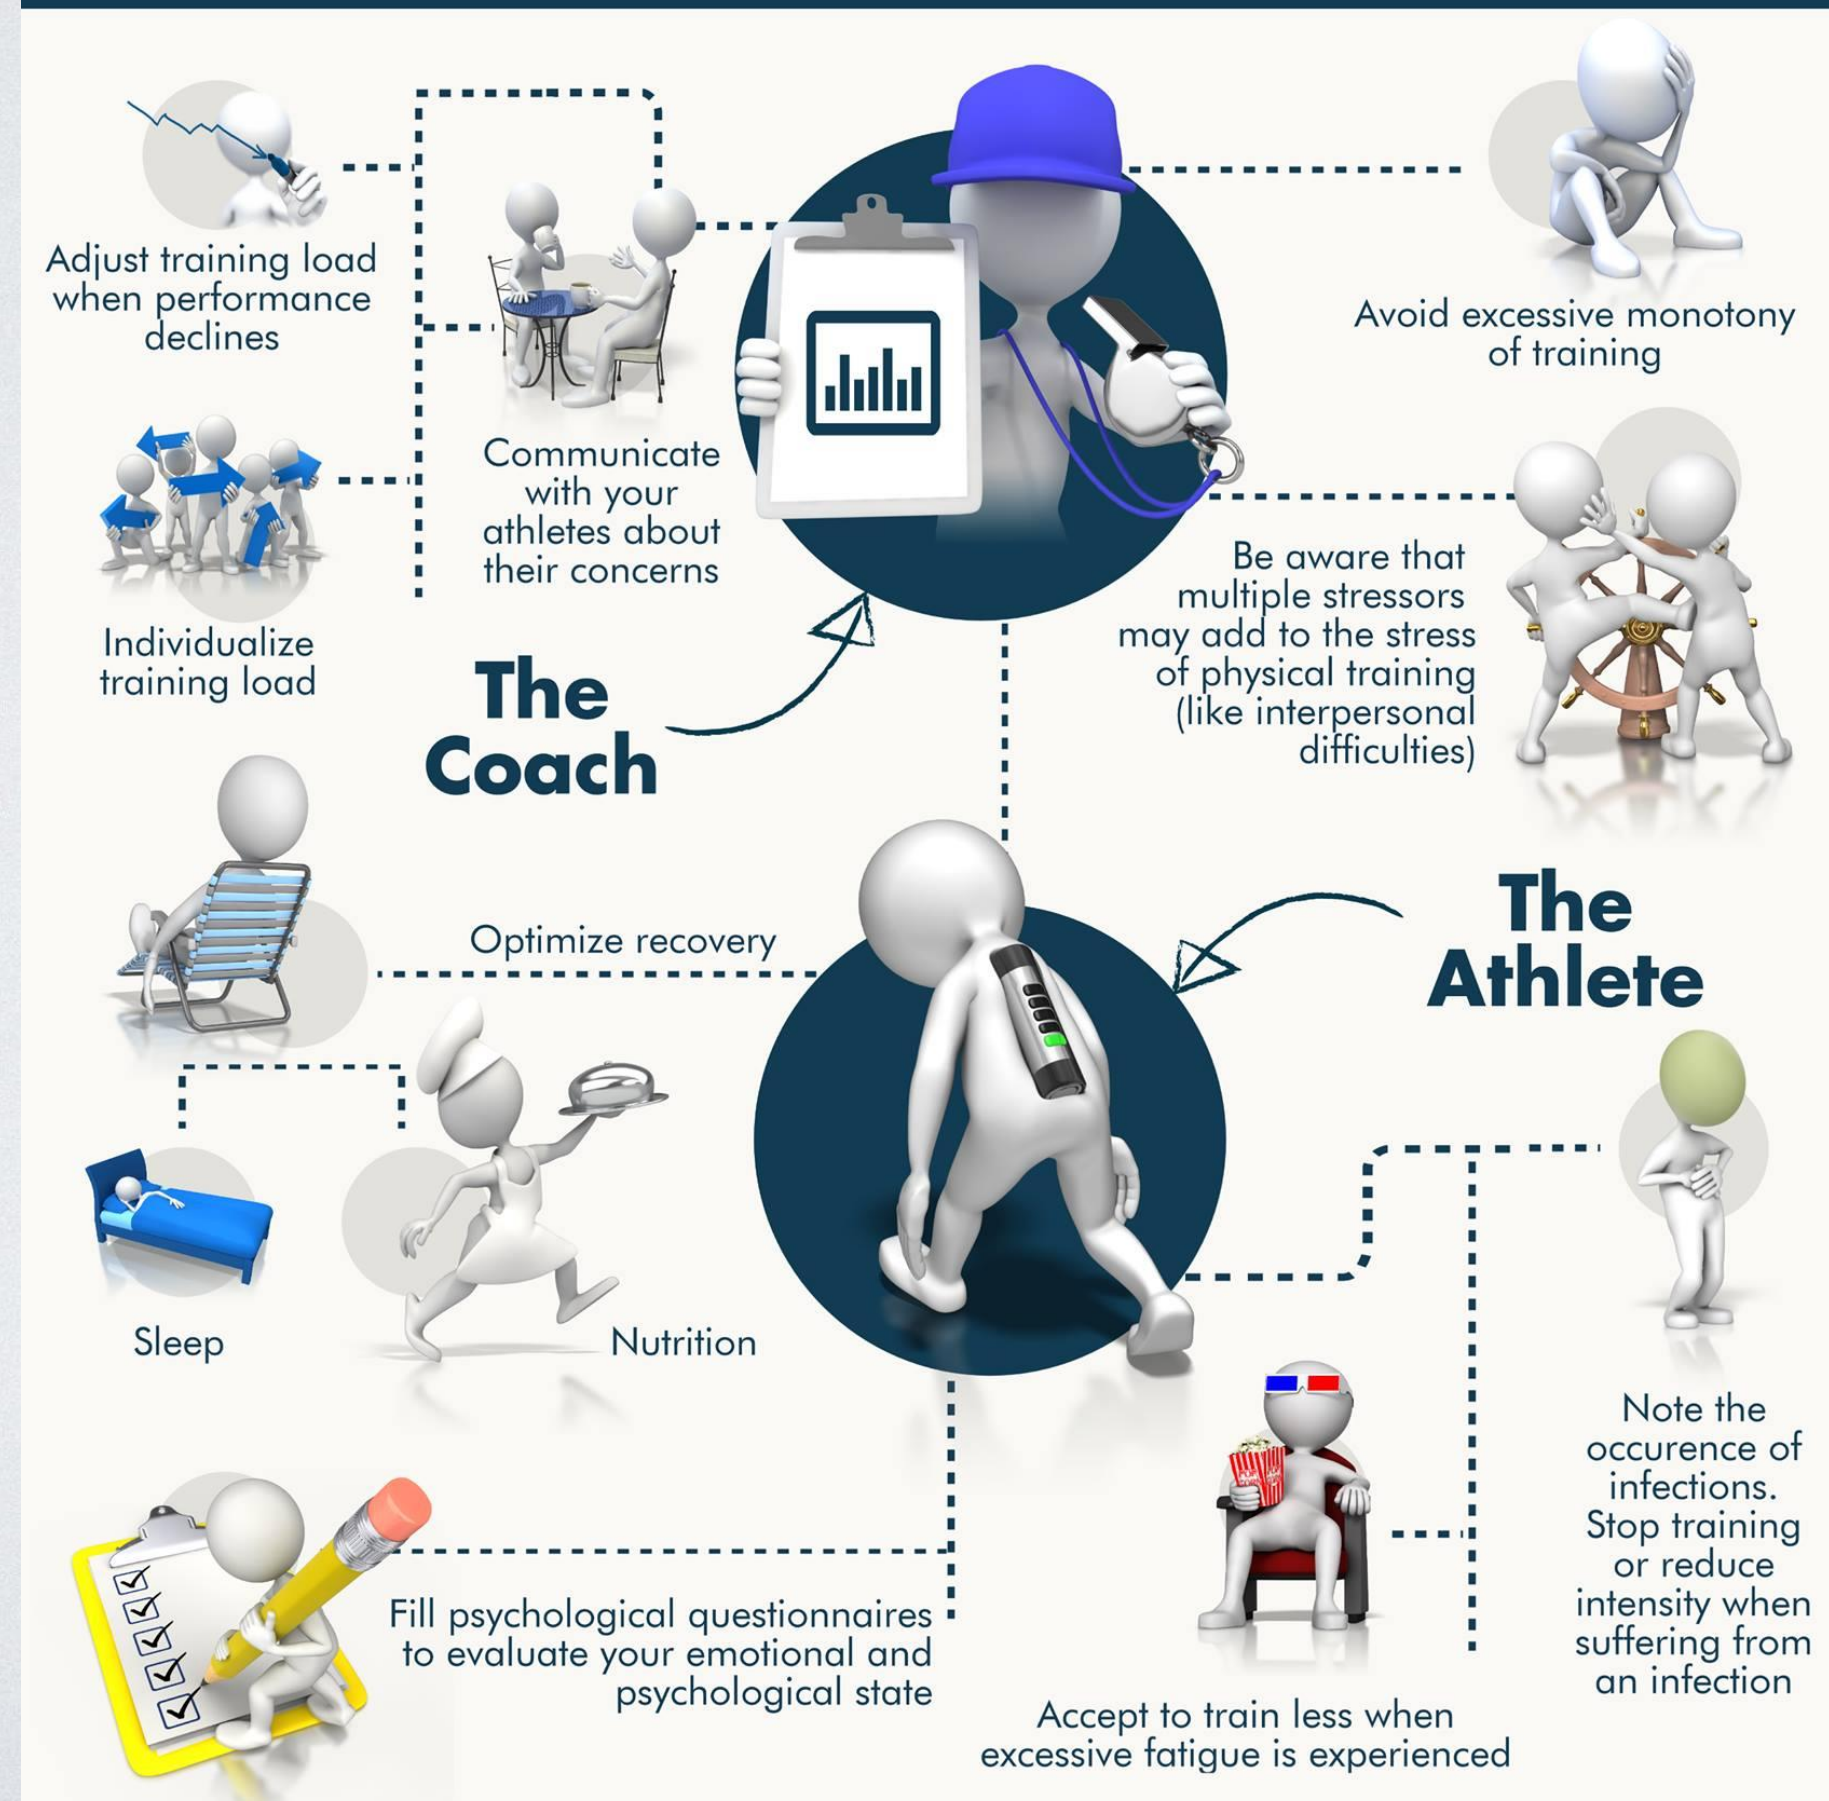 Adjust training load
when performance
declines
Communicate
with your
athletes about
their concerns
Individualize
training load
The
Coach
Avoid excessive monotony
of training
Be aware that
multiple stressors
may add to the stress
of physical training
(like interpersonal
difficulties)
The
Athlete
Optimize recovery
Sleep
Nutrition
Fill psychological questionnaires
to evaluate your emotional and
psychological state
Accept to train less when
excessive fatigue is experienced
Note the
occurence of
infections.
Stop training
or reduce
intensity when
suffering from
an infection